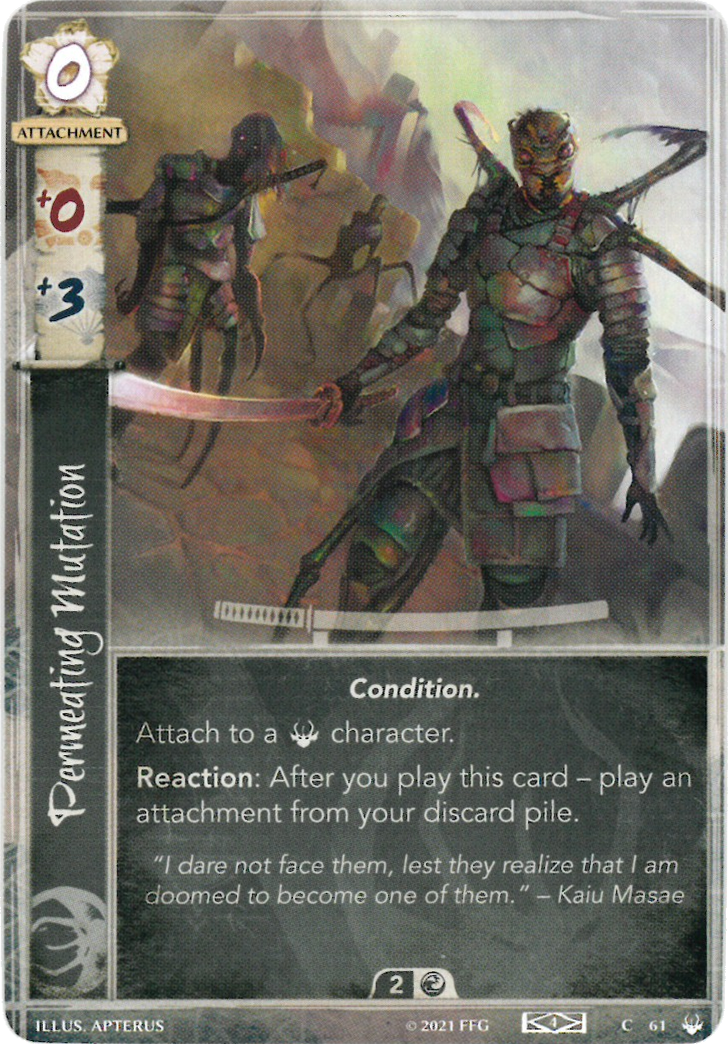 0
ATTACHMENT
+0
+3
Permeating Mutation
Condition.
Attach to a character.
Reaction: After you play this card – play an
attachment from your discard pile.
“I dare not face them, lest they realize that I am
doomed to become one of them.” – Kaiu Masae
2
ILLUS. APTERUS © 2021 FFG 4 C 61